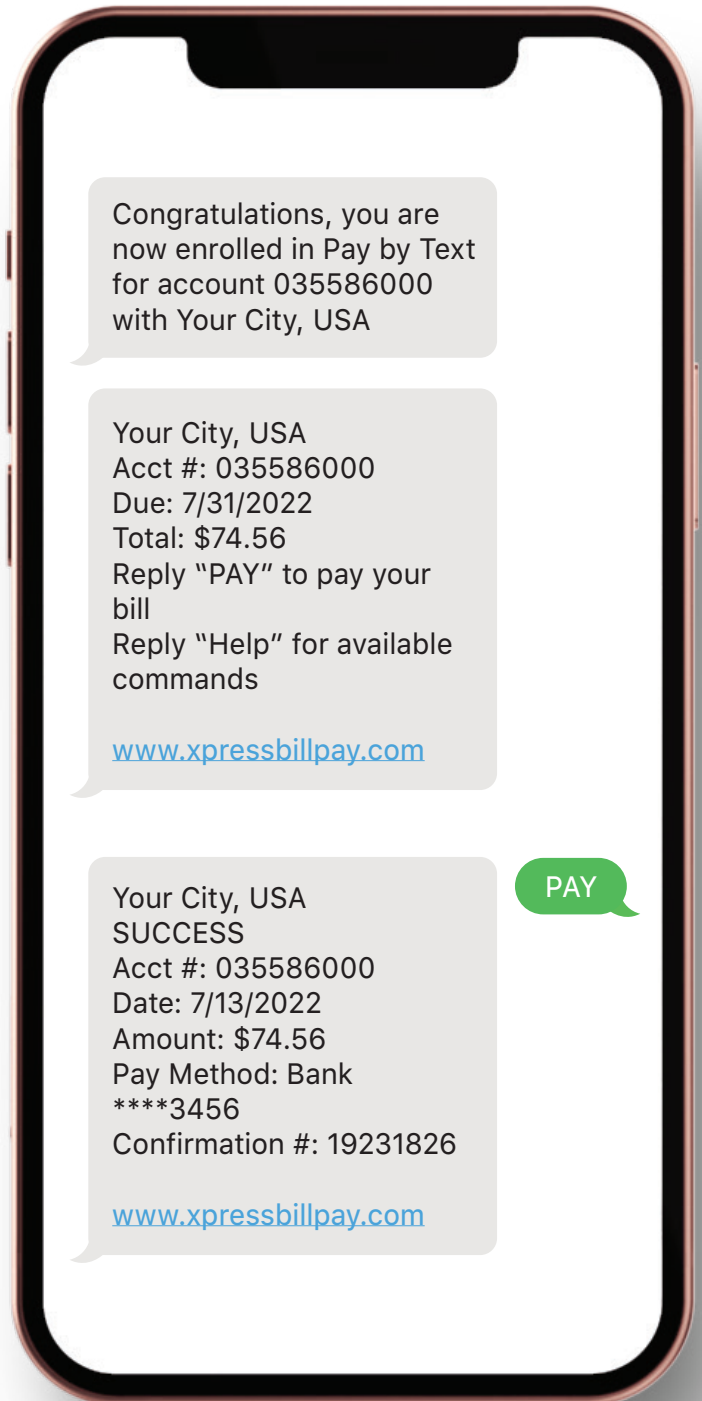 Congratulations, you are
now enrolled in Pay by Text
for account 035586000
with Your City, USA
Your City, USA
Acct #: 035586000
Due: 7/31/2022
Total: $74.56
Reply “PAY” to pay your
bill
Reply “Help” for available
commands
www.xpressbillpay.com
PAY
Your City, USA
SUCCESS
Acct #: 035586000
Date: 7/13/2022
Amount: $74.56
Pay Method: Bank
****3456
Confirmation #: 19231826
www.xpressbillpay.com